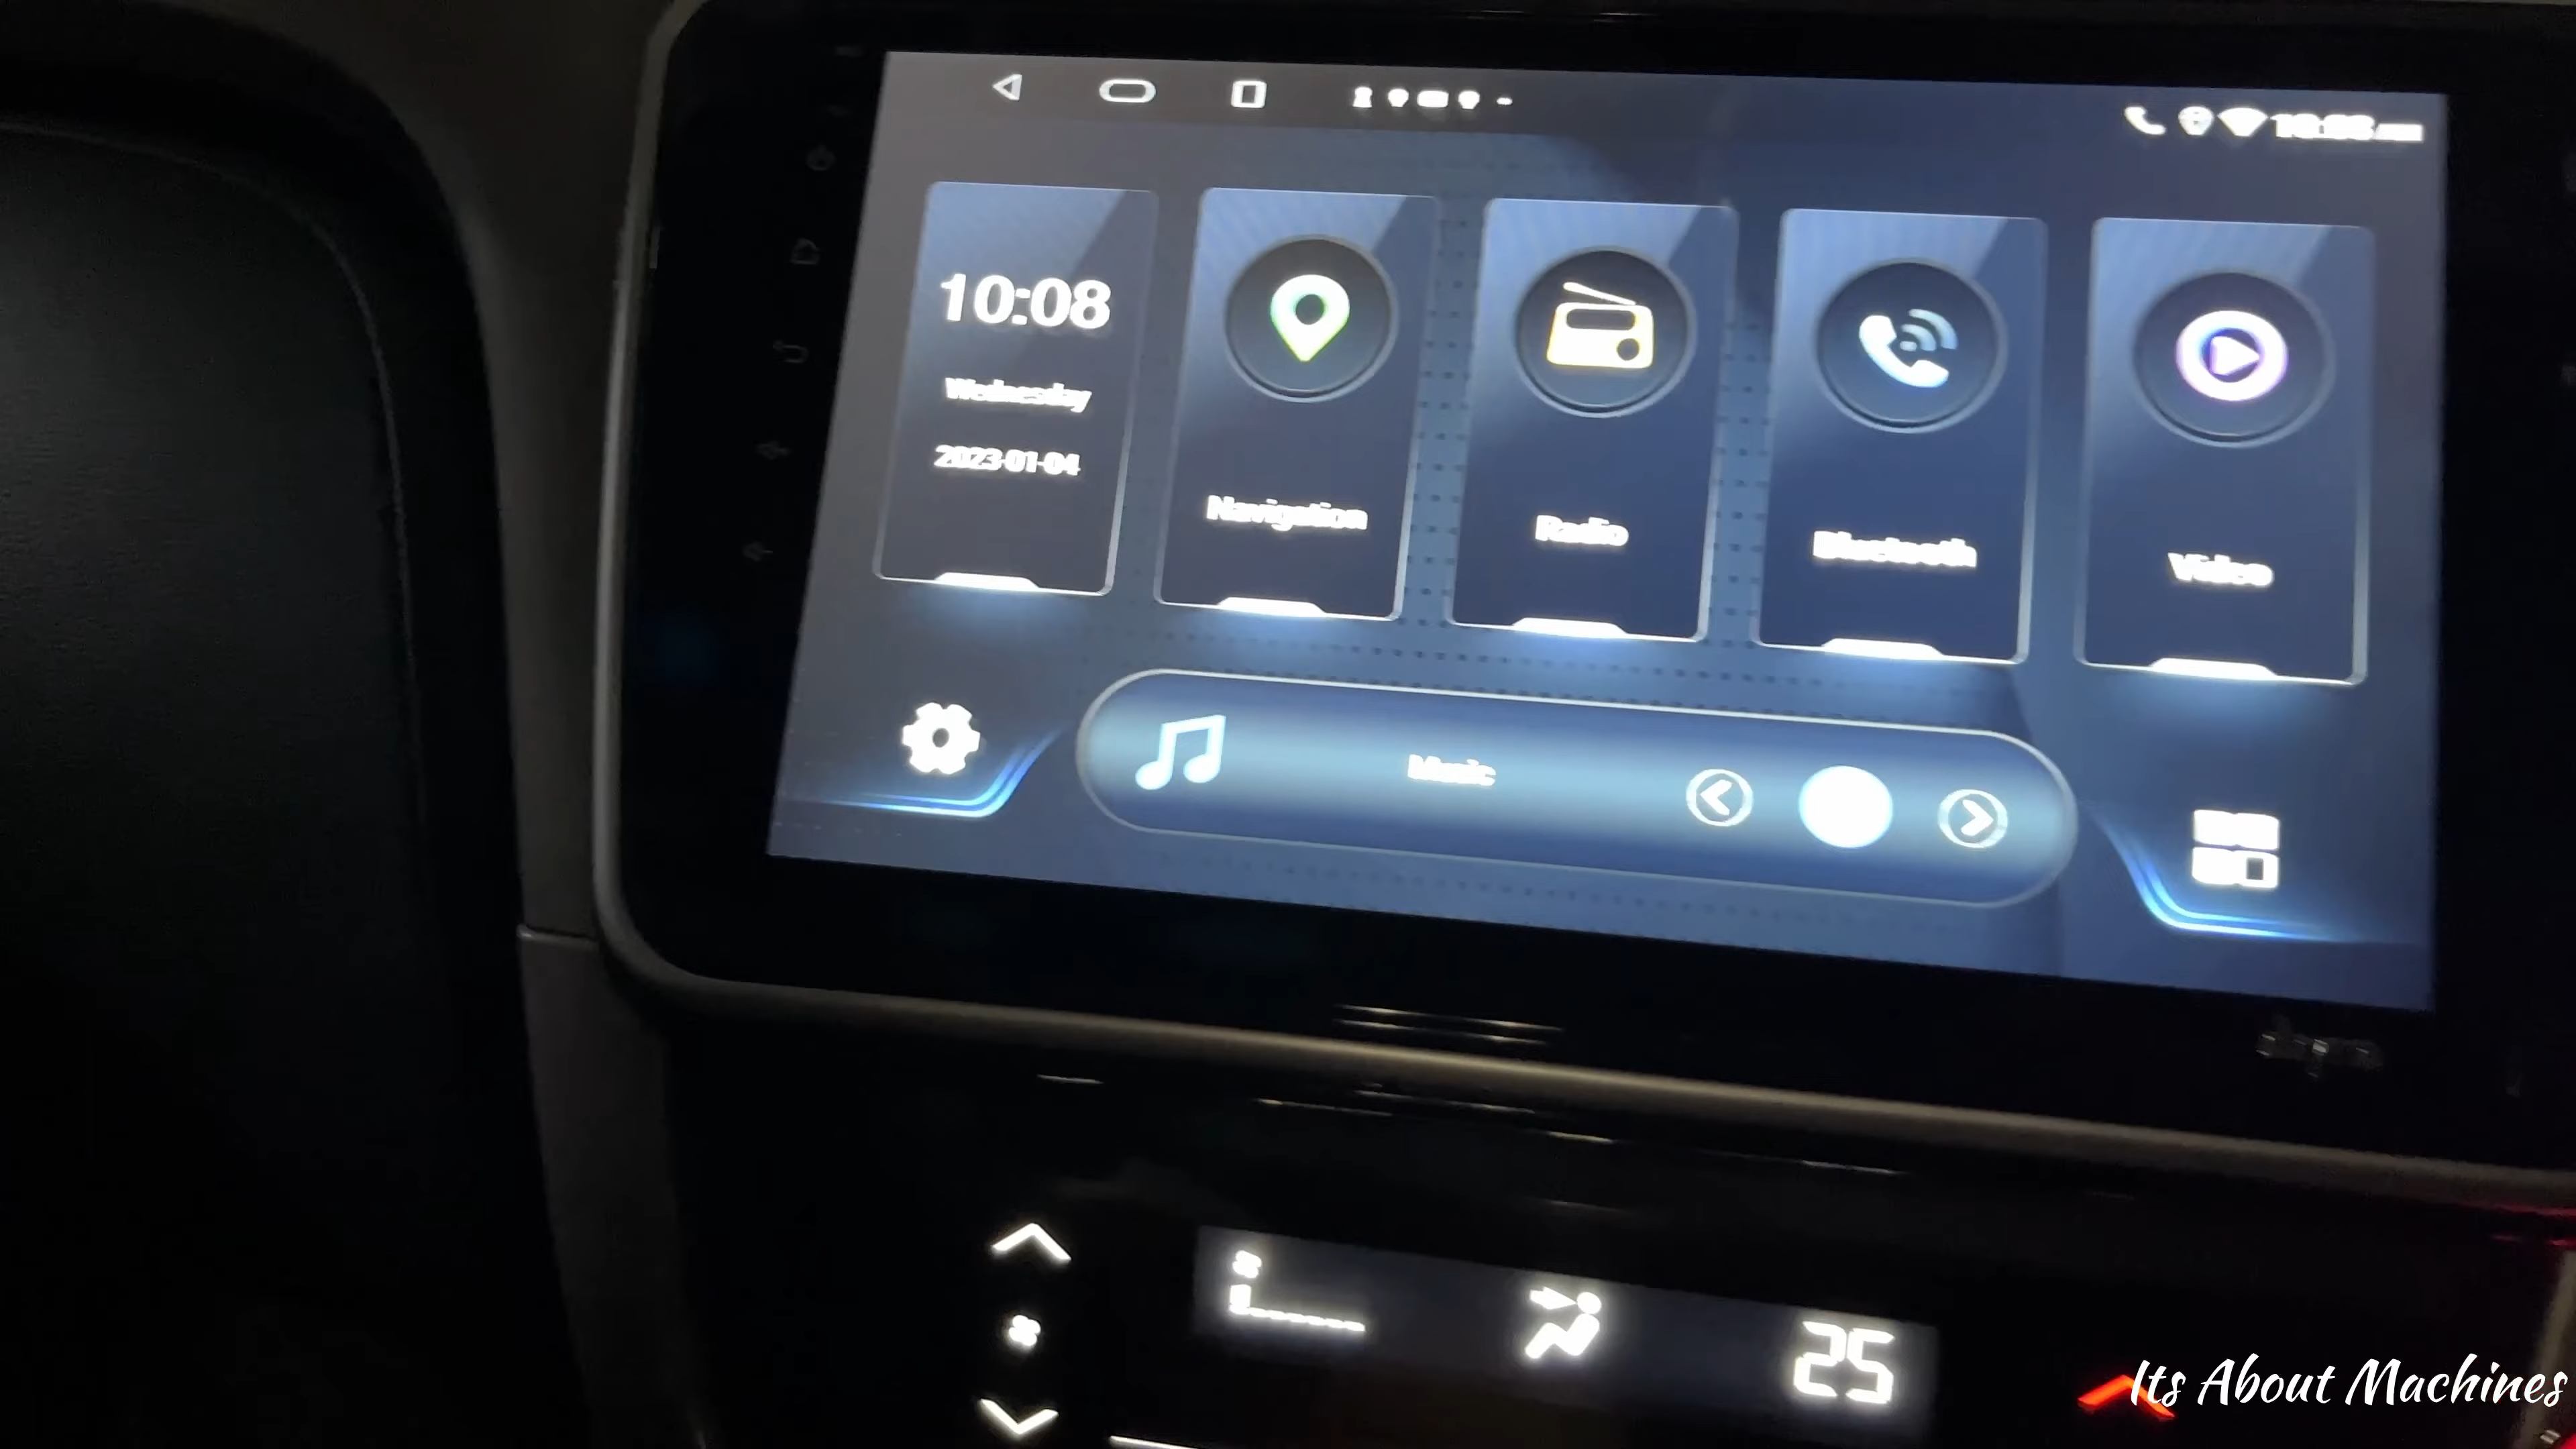 10:08
Wednesday
2023-01-04
Navigation
Radio
Bluetooth
Video
Music
25
Its About Machines